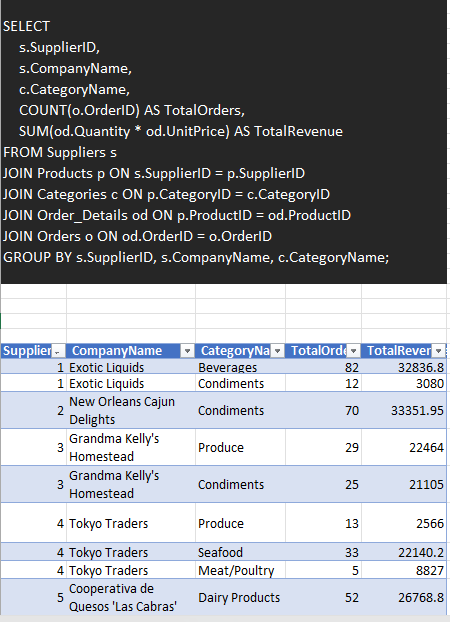 SELECT
s.SupplierID,
s.CompanyName,
c.CategoryName,
COUNT(o.OrderID) AS TotalOrders,
SUM(od.Quantity * od.UnitPrice) AS TotalRevenue
FROM Suppliers s
JOIN Products p ON s.SupplierID = p.SupplierID
JOIN Categories c ON p.CategoryID = c.CategoryID
JOIN Order_Details od ON p.ProductID = od.ProductID
JOIN Orders o ON od.OrderID = o.OrderID
GROUP BY s.SupplierID, s.CompanyName, c.CategoryName;
Supplier CompanyName CategoryNa TotalOrde TotalRever
1 Exotic Liquids Beverages 82 32836.8
1 Exotic Liquids Condiments 12 3080
2 New Orleans Cajun Delights Condiments 70 33351.95
3 Grandma Kelly's Homestead Produce 29 22464
3 Grandma Kelly's Homestead Condiments 25 21105
4 Tokyo Traders Produce 13 2566
4 Tokyo Traders Seafood 33 22140.2
4 Tokyo Traders Meat/Poultry 5 8827
5 Cooperativa de Quesos 'Las Cabras' Dairy Products 52 26768.8